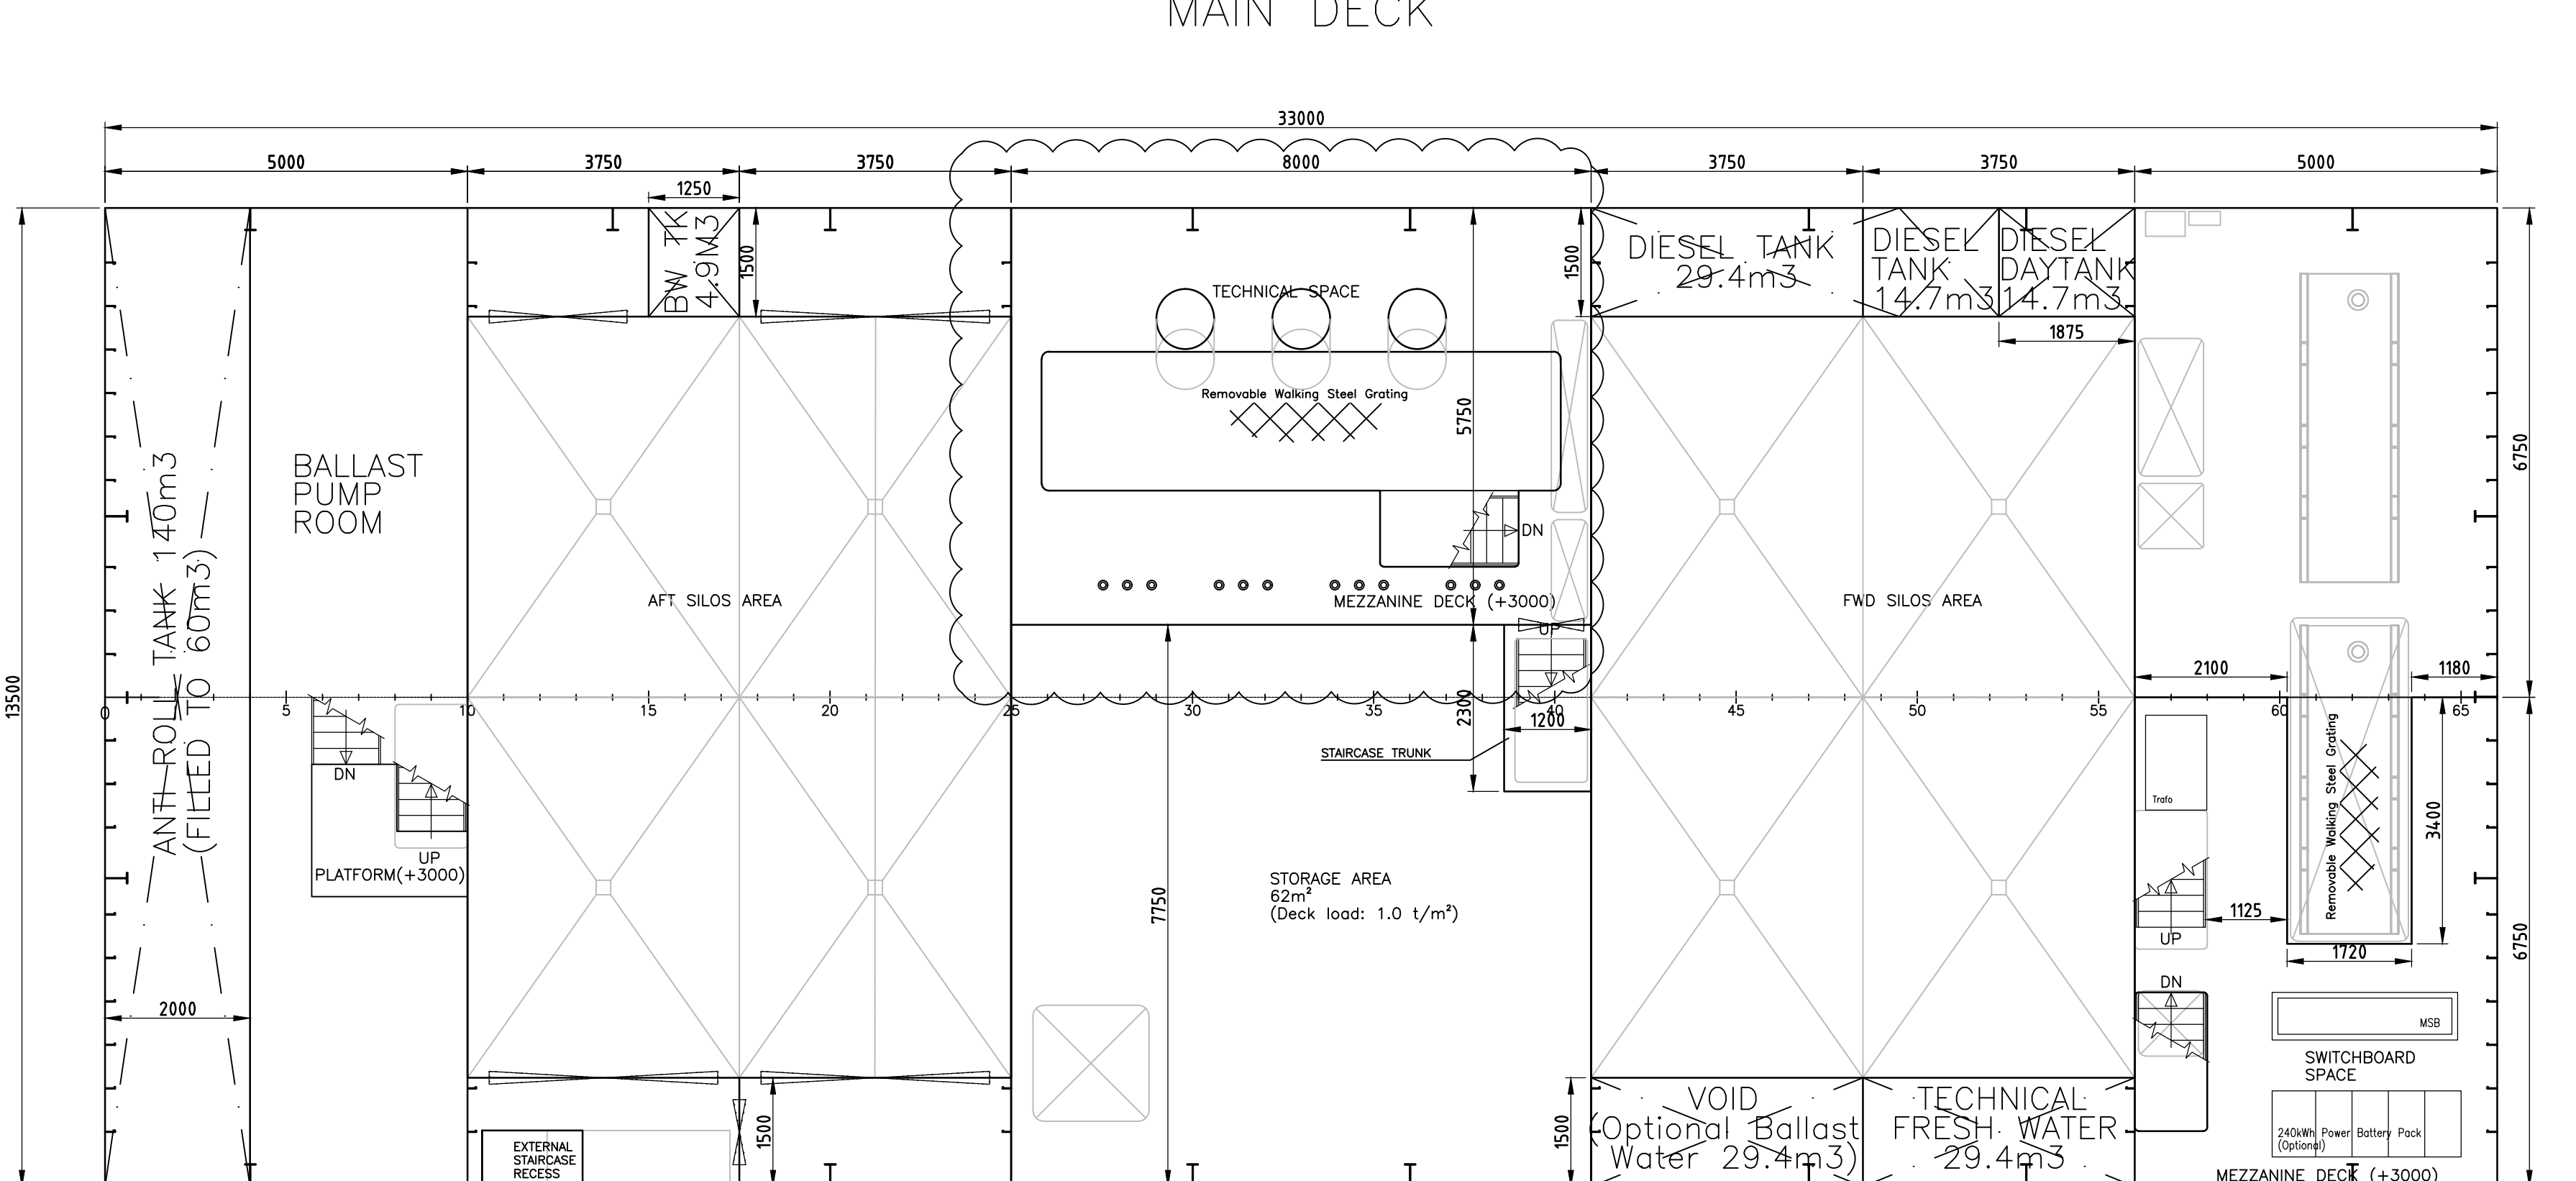 MAIN DECK
33000
5000
3750
3750
8000
3750
3750
5000
1250
BW TK
4.9M3
1500
1500
DIESEL TANK
29.4m3
DIESEL
TANK
14.7m3
DIESEL
DAYTANK
14.7m3
1875
TECHNICAL SPACE
Removable Walking Steel Grating
5750
DN
MEZZANINE DECK (+3000)
UP
BALLAST
PUMP
ROOM
ANTI ROLL TANK 140m3
(FILLED TO 60m3)
AFT SILOS AREA
FWD SILOS AREA
13500
6750
6750
2100
1180
0
5
10
15
20
25
30
35
40
45
50
55
60
65
2300
1200
STAIRCASE TRUNK
DN
UP
PLATFORM(+3000)
Trafo
Removable Walking Steel Grating
3400
1125
1720
UP
DN
7750
STORAGE AREA
62m²
(Deck load: 1.0 t/m²)
2000
MSB
SWITCHBOARD
SPACE
240kWh Power Battery Pack
(Optional)
MEZZANINE DECK (+3000)
1500
1500
EXTERNAL
STAIRCASE
RECESS
VOID
(Optional Ballast
Water 29.4m3)
TECHNICAL
FRESH WATER
29.4m3